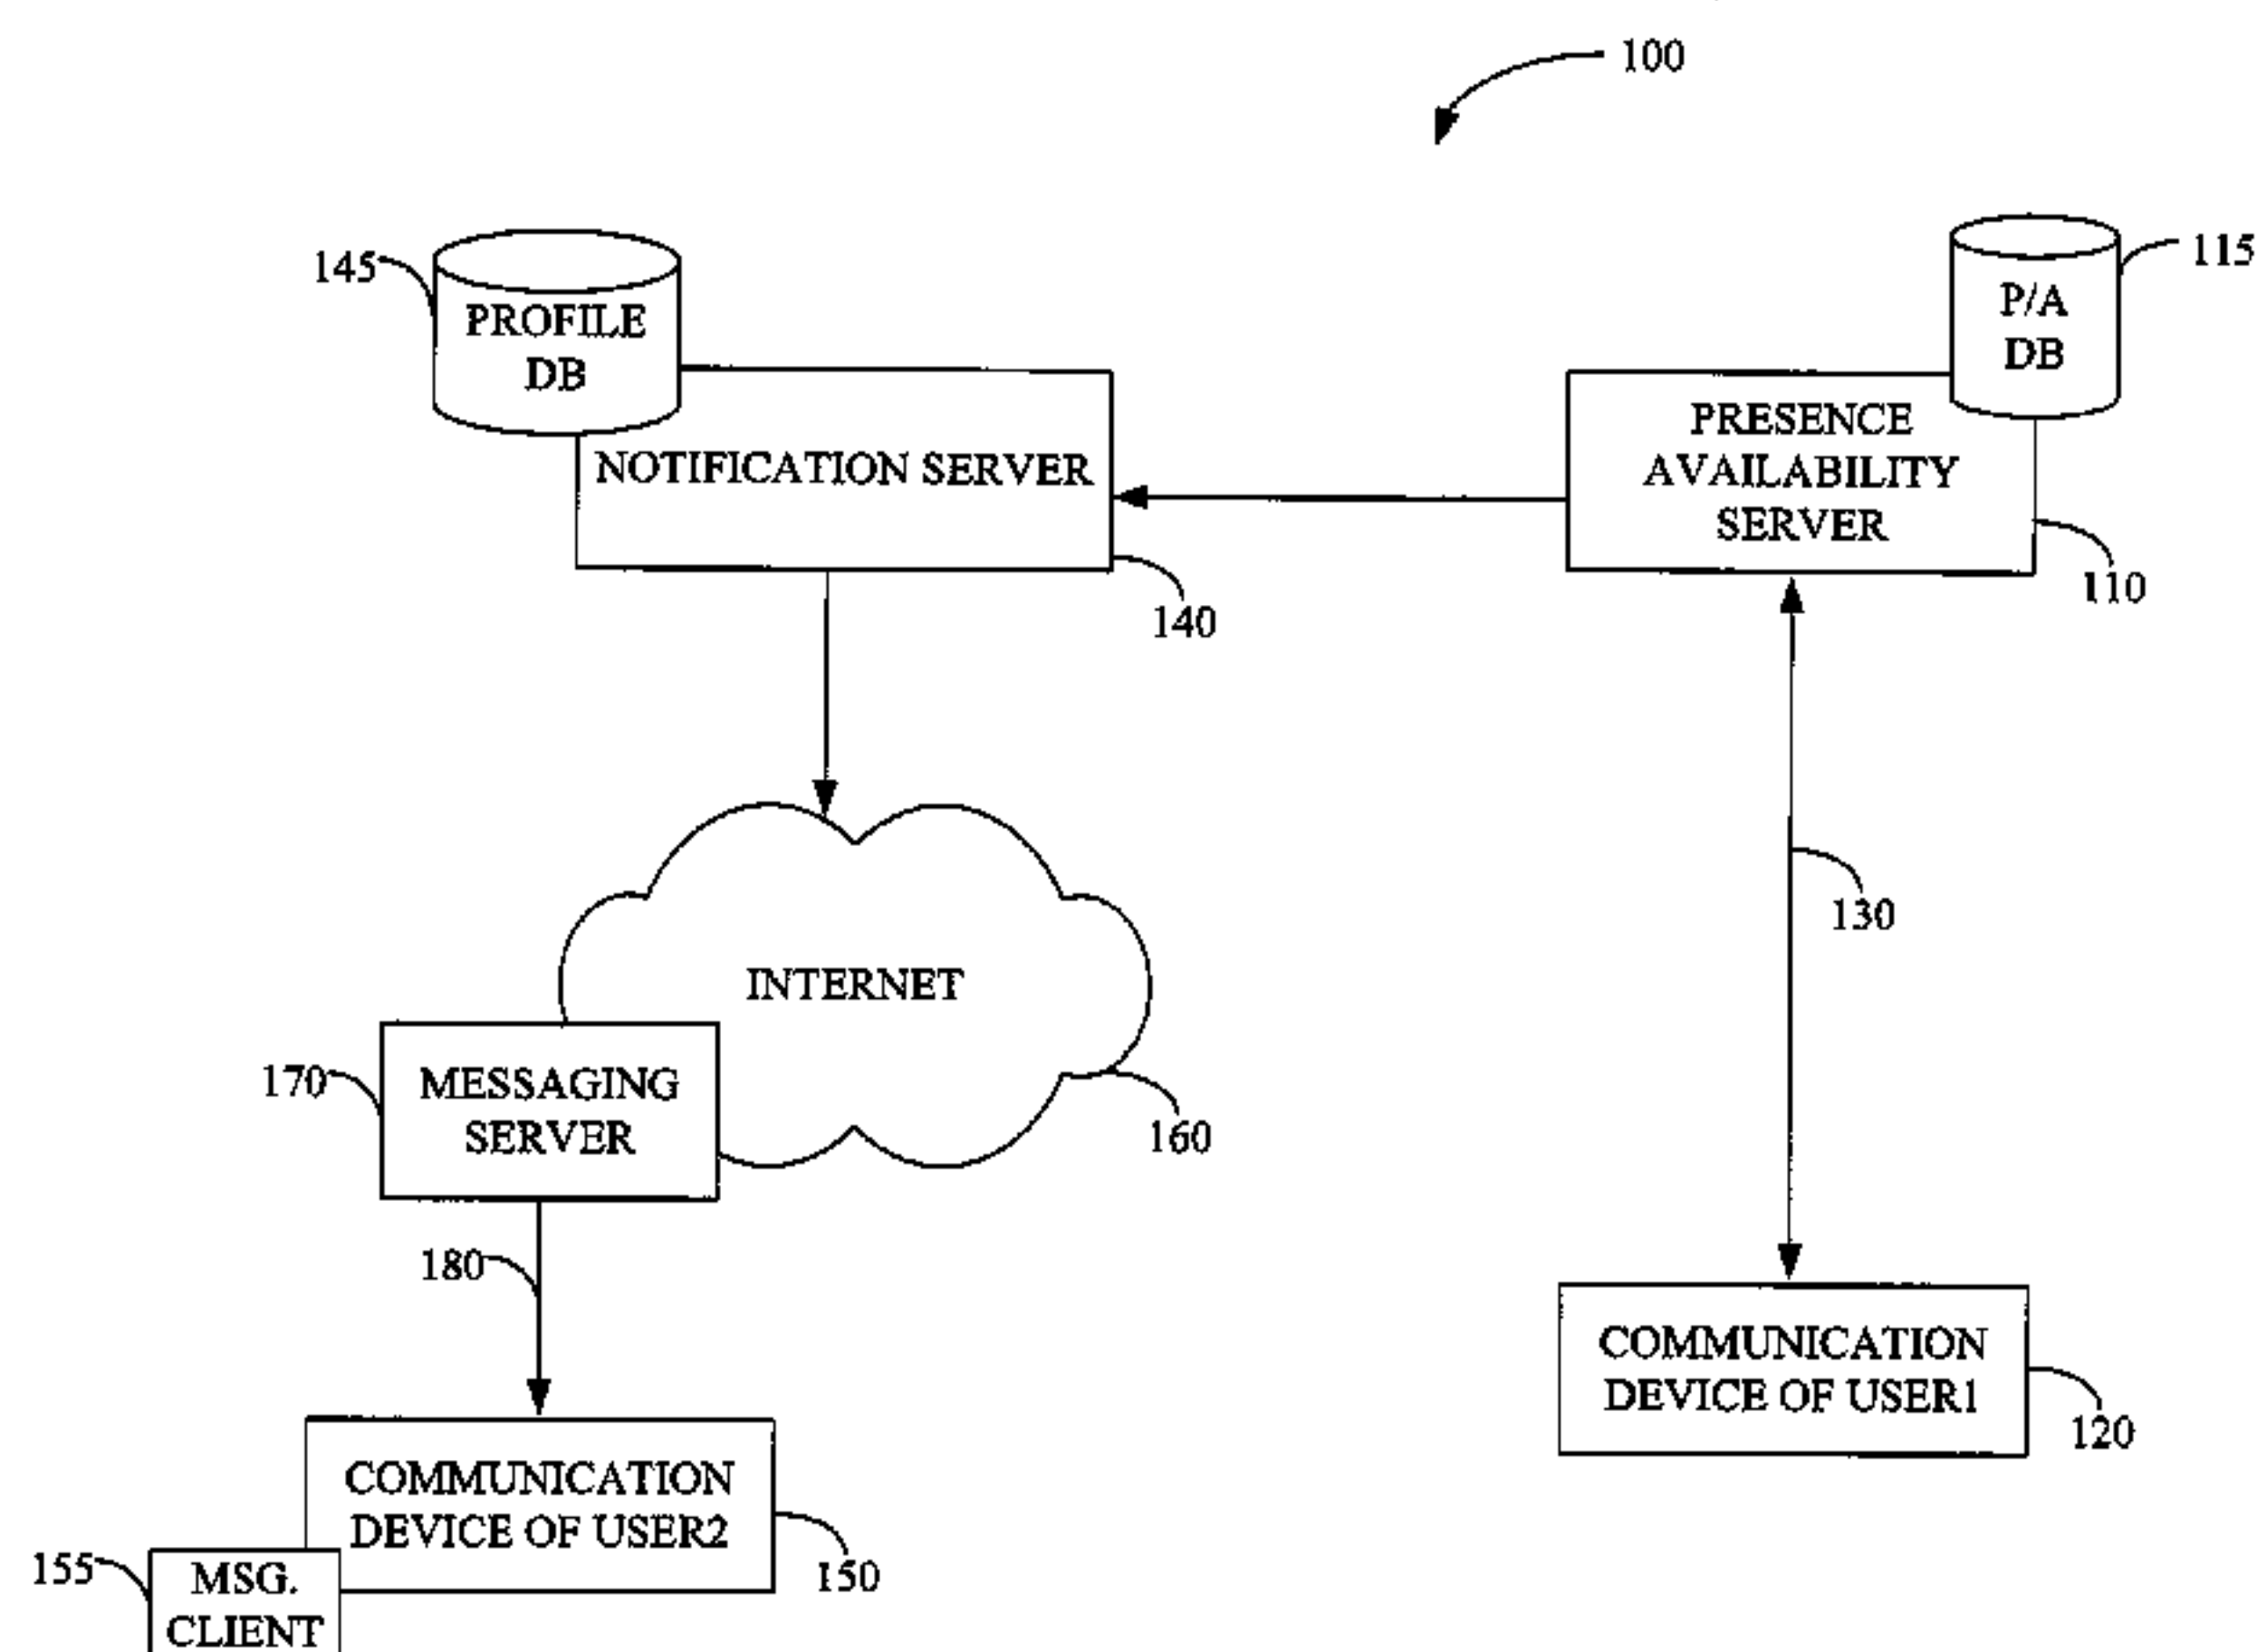 100
145
PROFILE
DB
115
P/A
DB
NOTIFICATION SERVER
PRESENCE
AVAILABILITY
SERVER
140
110
130
INTERNET
170
MESSAGING
SERVER
160
180
COMMUNICATION
DEVICE OF USER1
120
COMMUNICATION
DEVICE OF USER2
150
155
MSG.
CLIENT